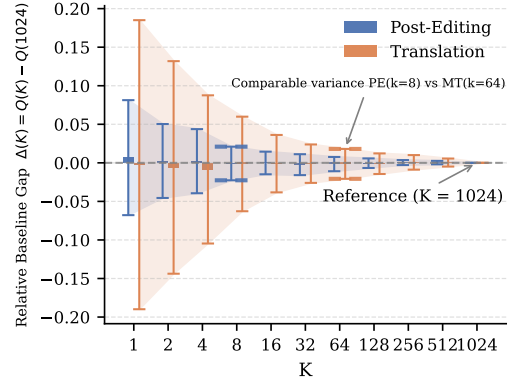 Relative Baseline Gap Δ(K) = Q(K) − Q(1024)
0.20
0.15
0.10
0.05
0.00
−0.05
−0.10
−0.15
−0.20
Post-Editing
Translation
Comparable variance PE(k=8) vs MT(k=64)
Reference (K = 1024)
1 2 4 8 16 32 64 128 256 512 1024
K